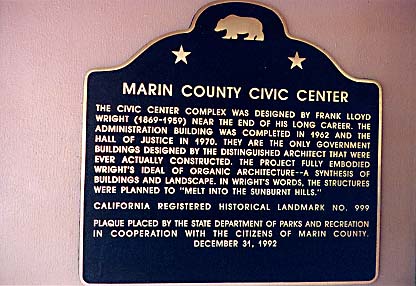 MARIN COUNTY CIVIC CENTER
THE CIVIC CENTER COMPLEX WAS DESIGNED BY FRANK LLOYD
WRIGHT (1869-1959) NEAR THE END OF HIS LONG CAREER. THE
ADMINISTRATION BUILDING WAS COMPLETED IN 1962 AND THE
HALL OF JUSTICE IN 1970. THEY ARE THE ONLY GOVERNMENT
BUILDINGS DESIGNED BY THE DISTINGUISHED ARCHITECT THAT WERE
EVER ACTUALLY CONSTRUCTED. THE PROJECT FULLY EMBODIED
WRIGHT'S IDEAL OF ORGANIC ARCHITECTURE--A SYNTHESIS OF
BUILDINGS AND LANDSCAPE. IN WRIGHT'S WORDS, THE STRUCTURES
WERE PLANNED TO "MELT INTO THE SUNBURNT HILLS."
CALIFORNIA REGISTERED HISTORICAL LANDMARK NO. 999
PLAQUE PLACED BY THE STATE DEPARTMENT OF PARKS AND RECREATION
IN COOPERATION WITH THE CITIZENS OF MARIN COUNTY.
DECEMBER 31, 1992